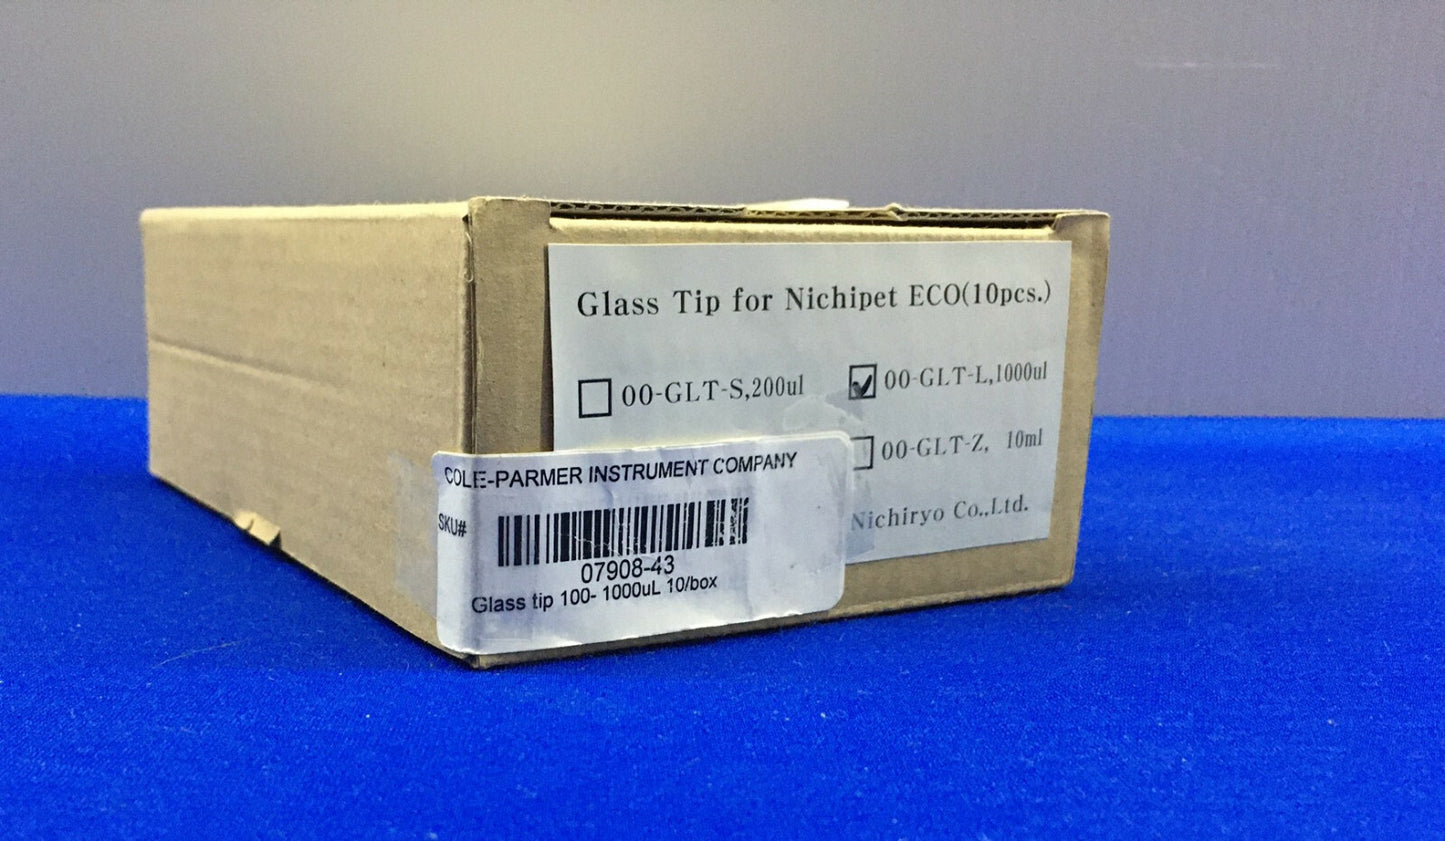 Glass Tip for Nichipet ECO(10pcs.)
00-GLT-S,200ul
00-GLT-L,1000ul
00-GLT-Z, 10ml
Nichiryo Co.,Ltd.
COLE-PARMER INSTRUMENT COMPANY
SKU#
07908-43
Glass tip 100- 1000uL 10/box